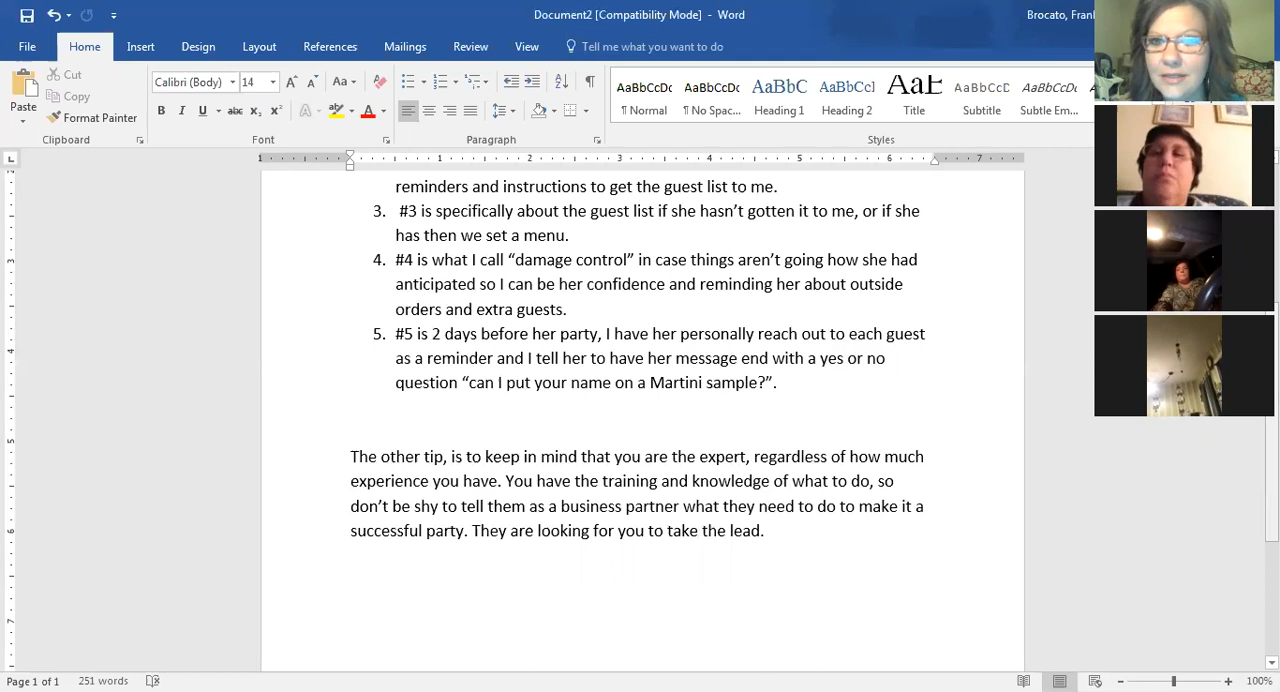 Document2 [Compatibility Mode] - Word
Brocato, Fran
File Home Insert Design Layout References Mailings Review View Tell me what you want to do
Paste
Cut
Copy
Format Painter
Clipboard
Calibri (Body) 14
Font
Paragraph
AaBbCcDc AaBbCcDc AaBbC AaBbCcl AaB AaBbCcD AaBbCcDc
¶ Normal ¶ No Spac... Heading 1 Heading 2 Title Subtitle Subtle Em...
Styles
1 1 2 3 4 5 6 7
reminders and instructions to get the guest list to me.
3. #3 is specifically about the guest list if she hasn’t gotten it to me, or if she
has then we set a menu.
4. #4 is what I call “damage control” in case things aren’t going how she had
anticipated so I can be her confidence and reminding her about outside
orders and extra guests.
5. #5 is 2 days before her party, I have her personally reach out to each guest
as a reminder and I tell her to have her message end with a yes or no
question “can I put your name on a Martini sample?”.
The other tip, is to keep in mind that you are the expert, regardless of how much
experience you have. You have the training and knowledge of what to do, so
don’t be shy to tell them as a business partner what they need to do to make it a
successful party. They are looking for you to take the lead.
Page 1 of 1 251 words 100%